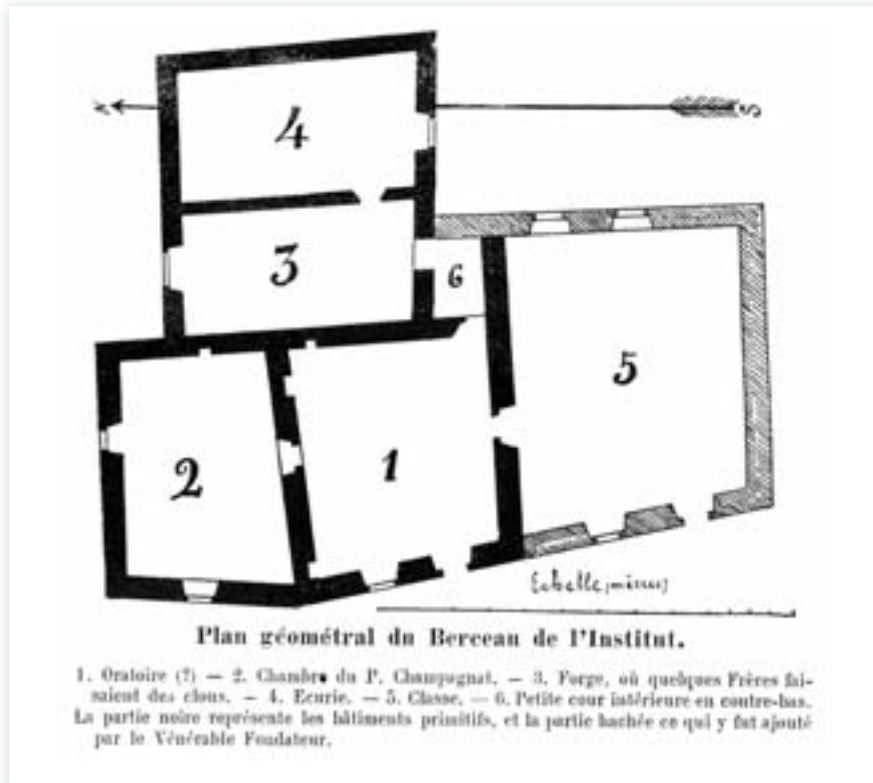 N S
4
3
6
5
2
1
Echelle
Plan géométral du Berceau de l'Institut.
1. Oratoire (?) — 2. Chambre du P. Champagnat. — 3. Forge, où quelques Frères fai-
saient des clous. — 4. Ecurie. — 5. Classe. — 6. Petite cour intérieure en contre-bas.
La partie noire représente les bâtiments primitifs, et la partie hachée ce qui y fut ajouté
par le Vénérable Fondateur.